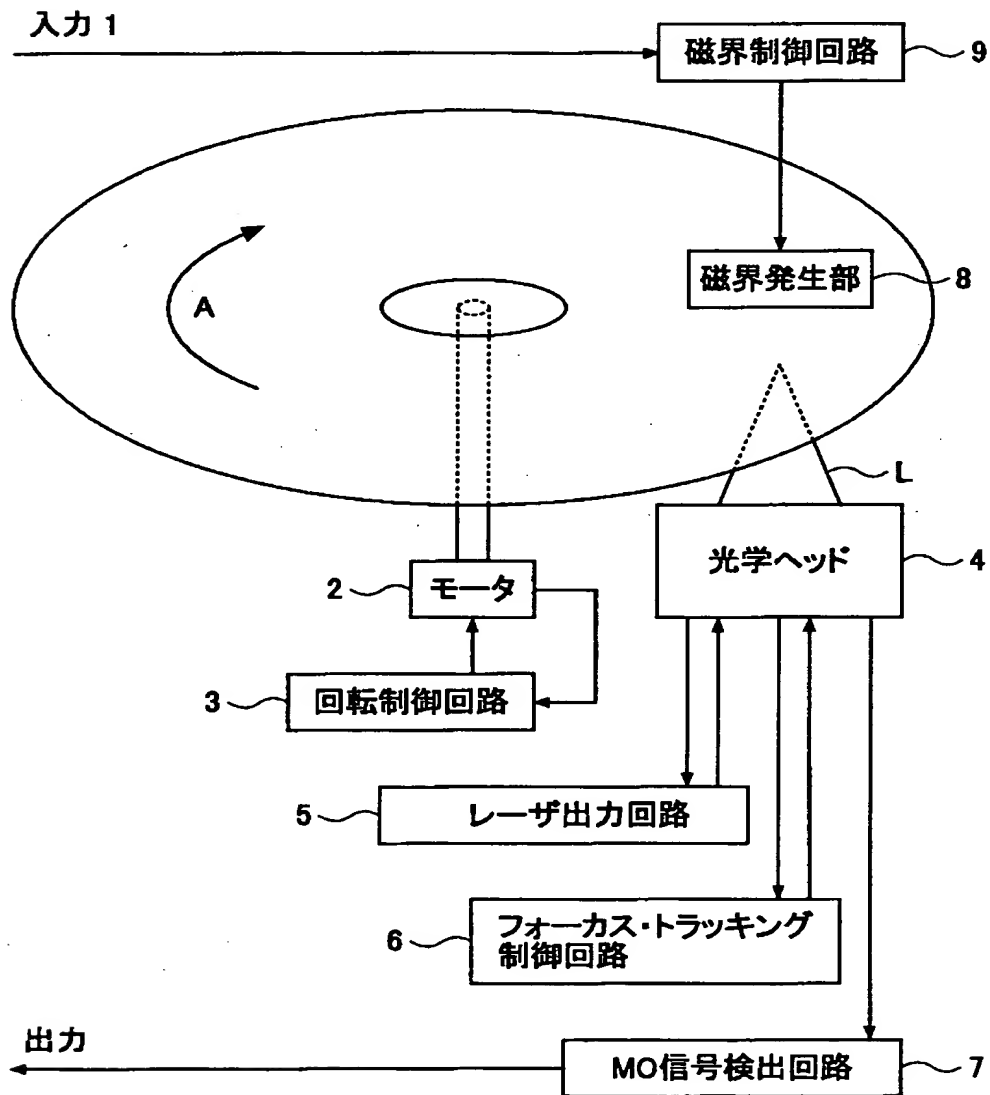 入力 1
磁界制御回路
9
磁界発生部
8
A
L
光学ヘッド
4
2
モータ
3
回転制御回路
5
レーザ出力回路
6
フォーカス・トラッキング
制御回路
出力
MO信号検出回路
7